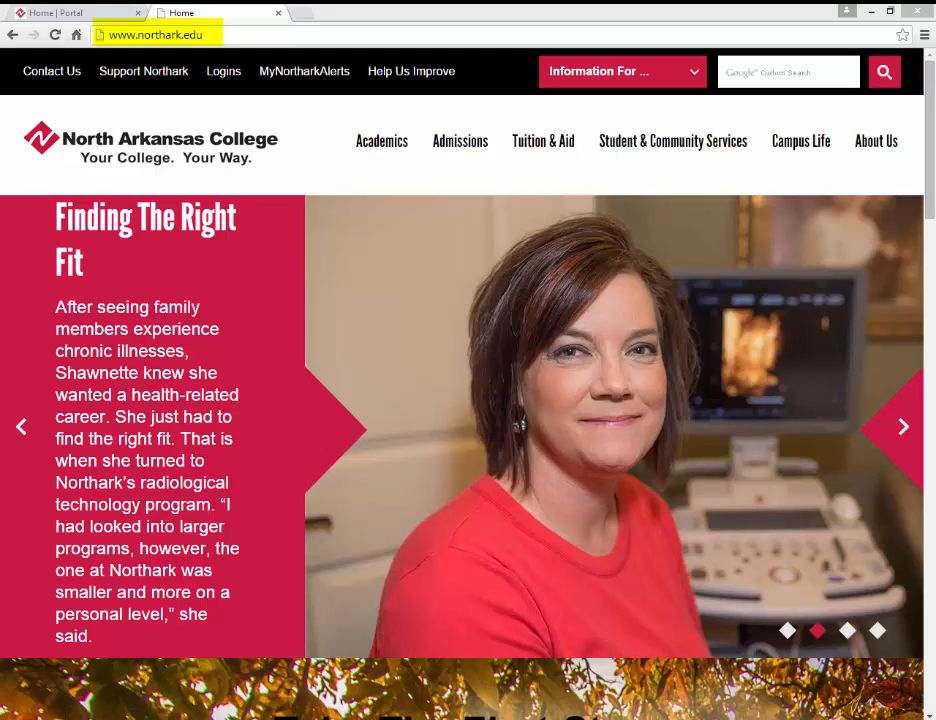 Home | Portal
Home
www.northark.edu
Contact Us Support Northark Logins MyNortharkAlerts Help Us Improve
Information For ...
Google™ Custom Search
North Arkansas College
Your College. Your Way.
Academics Admissions Tuition & Aid Student & Community Services Campus Life About Us
Finding The Right
Fit
After seeing family
members experience
chronic illnesses,
Shawnette knew she
wanted a health-related
career. She just had to
find the right fit. That is
when she turned to
Northark's radiological
technology program. “I
had looked into larger
programs, however, the
one at Northark was
smaller and more on a
personal level,” she
said.